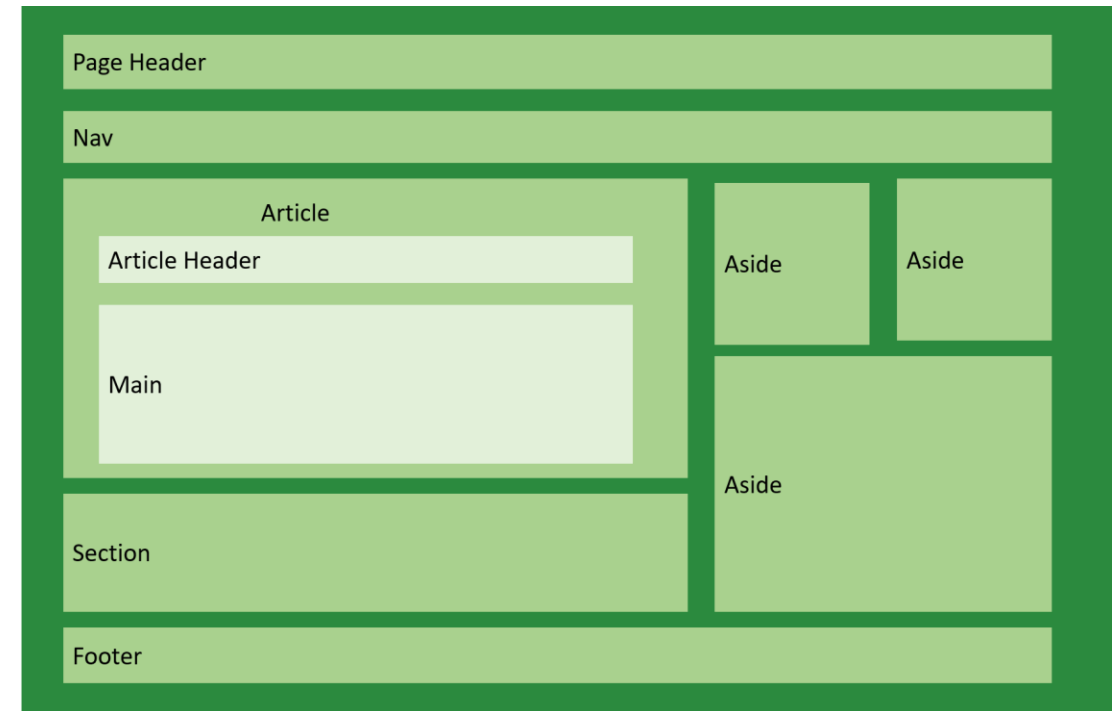 Page Header
Nav
Article
Article Header
Main
Aside
Aside
Aside
Section
Footer